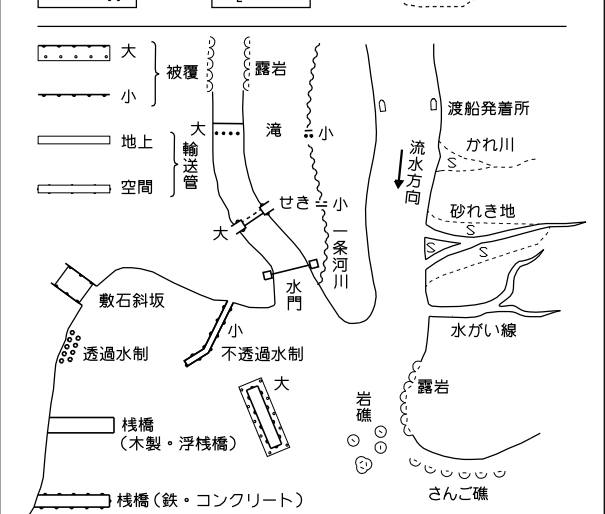 大
被覆
小
露岩
地上
輸送管
空間
大
滝
小
渡船発着所
流水方向
かれ川
S
せき
小
大
一条河川
砂れき地
S
S
S
水門
敷石斜坂
小
不透過水制
透過水制
大
水がい線
岩礁
露岩
桟橋
(木製・浮桟橋)
桟橋(鉄・コンクリート)
さんご礁